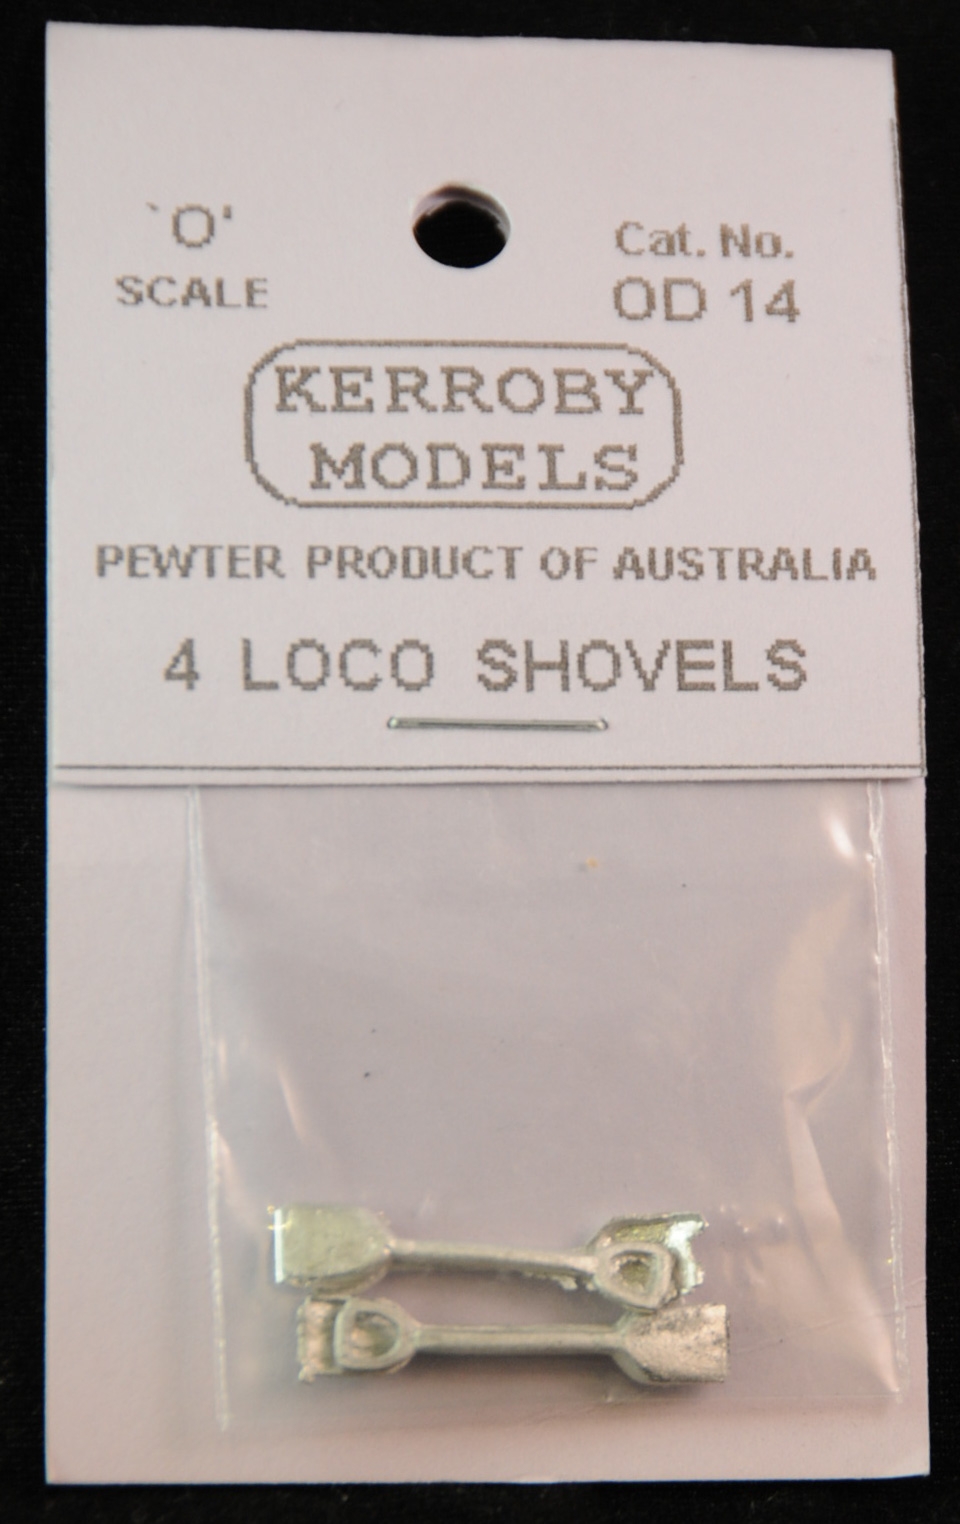 `O'
SCALE
Cat. No.
OD 14
KERROBY
MODELS
PEWTER PRODUCT OF AUSTRALIA
4 LOCO SHOVELS